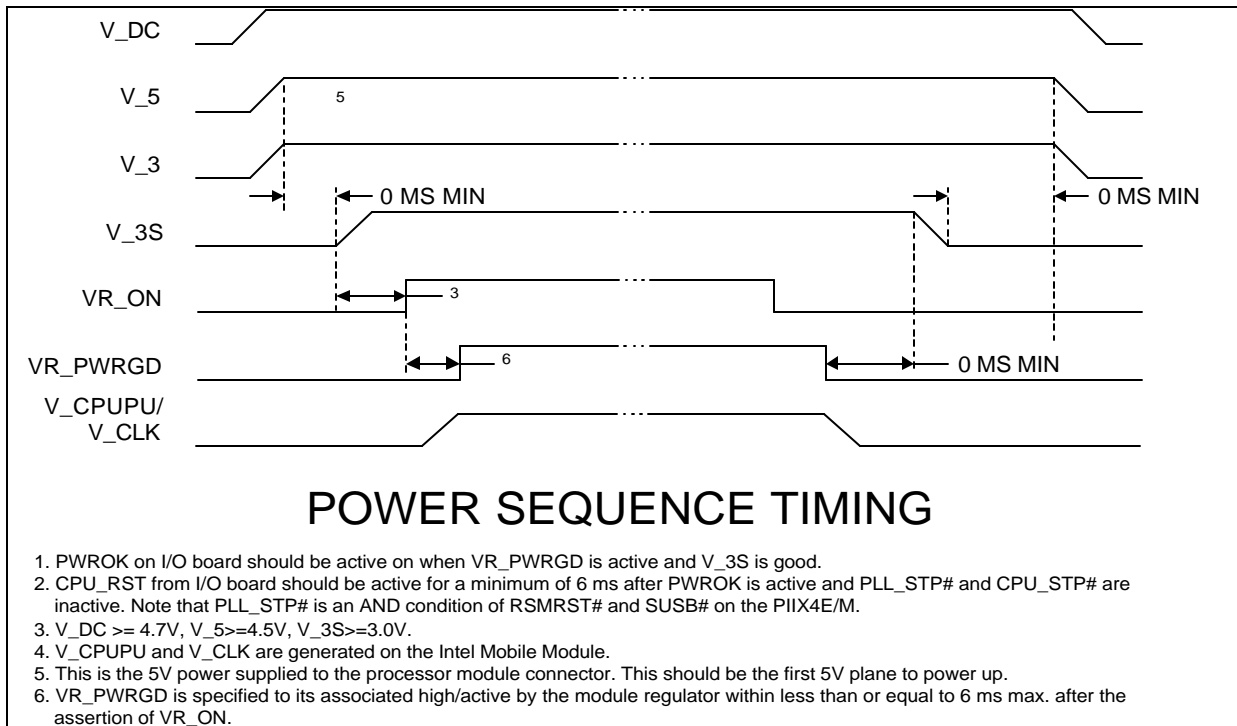 V_DC
V_5
5
V_3
0 MS MIN
0 MS MIN
V_3S
VR_ON
3
VR_PWRGD
6
0 MS MIN
V_CPUPU/
V_CLK
POWER SEQUENCE TIMING
1. PWROK on I/O board should be active on when VR_PWRGD is active and V_3S is good.
2. CPU_RST from I/O board should be active for a minimum of 6 ms after PWROK is active and PLL_STP# and CPU_STP# are
inactive. Note that PLL_STP# is an AND condition of RSMRST# and SUSB# on the PIIX4E/M.
3. V_DC >= 4.7V, V_5>=4.5V, V_3S>=3.0V.
4. V_CPUPU and V_CLK are generated on the Intel Mobile Module.
5. This is the 5V power supplied to the processor module connector. This should be the first 5V plane to power up.
6. VR_PWRGD is specified to its associated high/active by the module regulator within less than or equal to 6 ms max. after the
assertion of VR_ON.